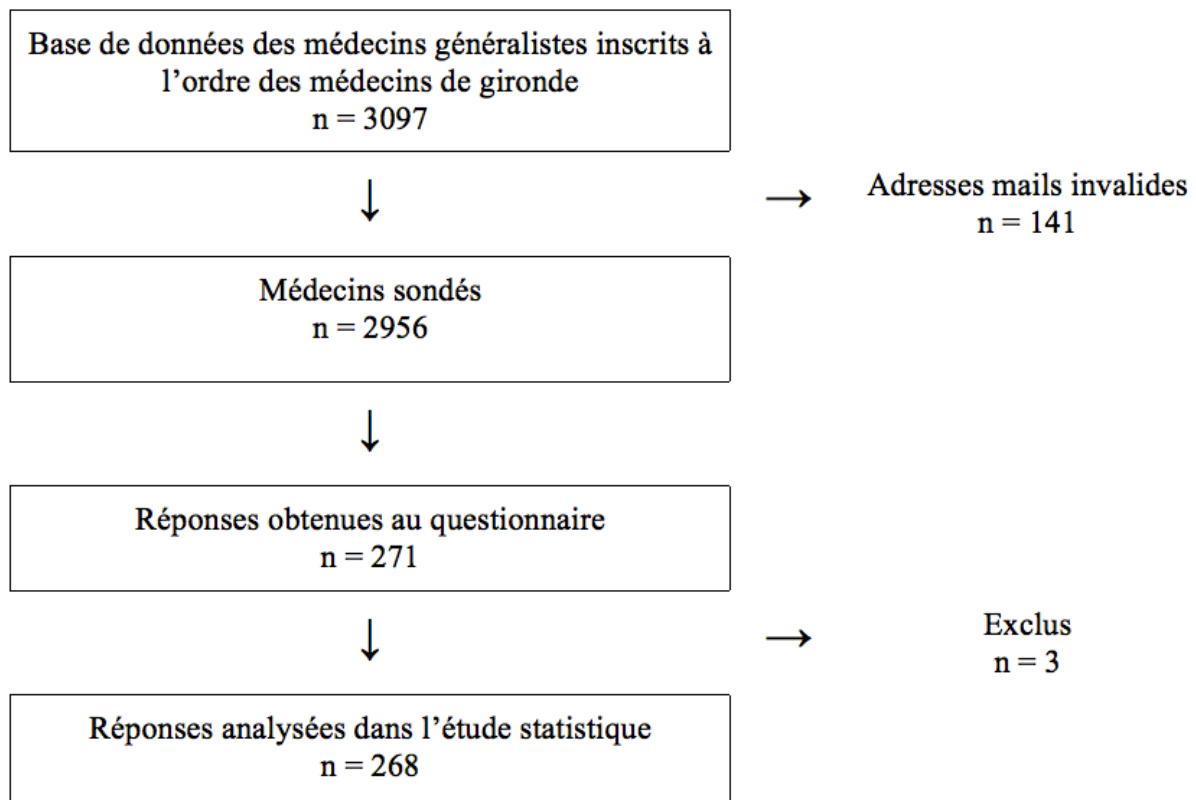 Base de données des médecins généralistes inscrits à
l’ordre des médecins de gironde
n = 3097
↓
→
Adresses mails invalides
n = 141
Médecins sondés
n = 2956
↓
Réponses obtenues au questionnaire
n = 271
↓
→
Exclus
n = 3
Réponses analysées dans l’étude statistique
n = 268